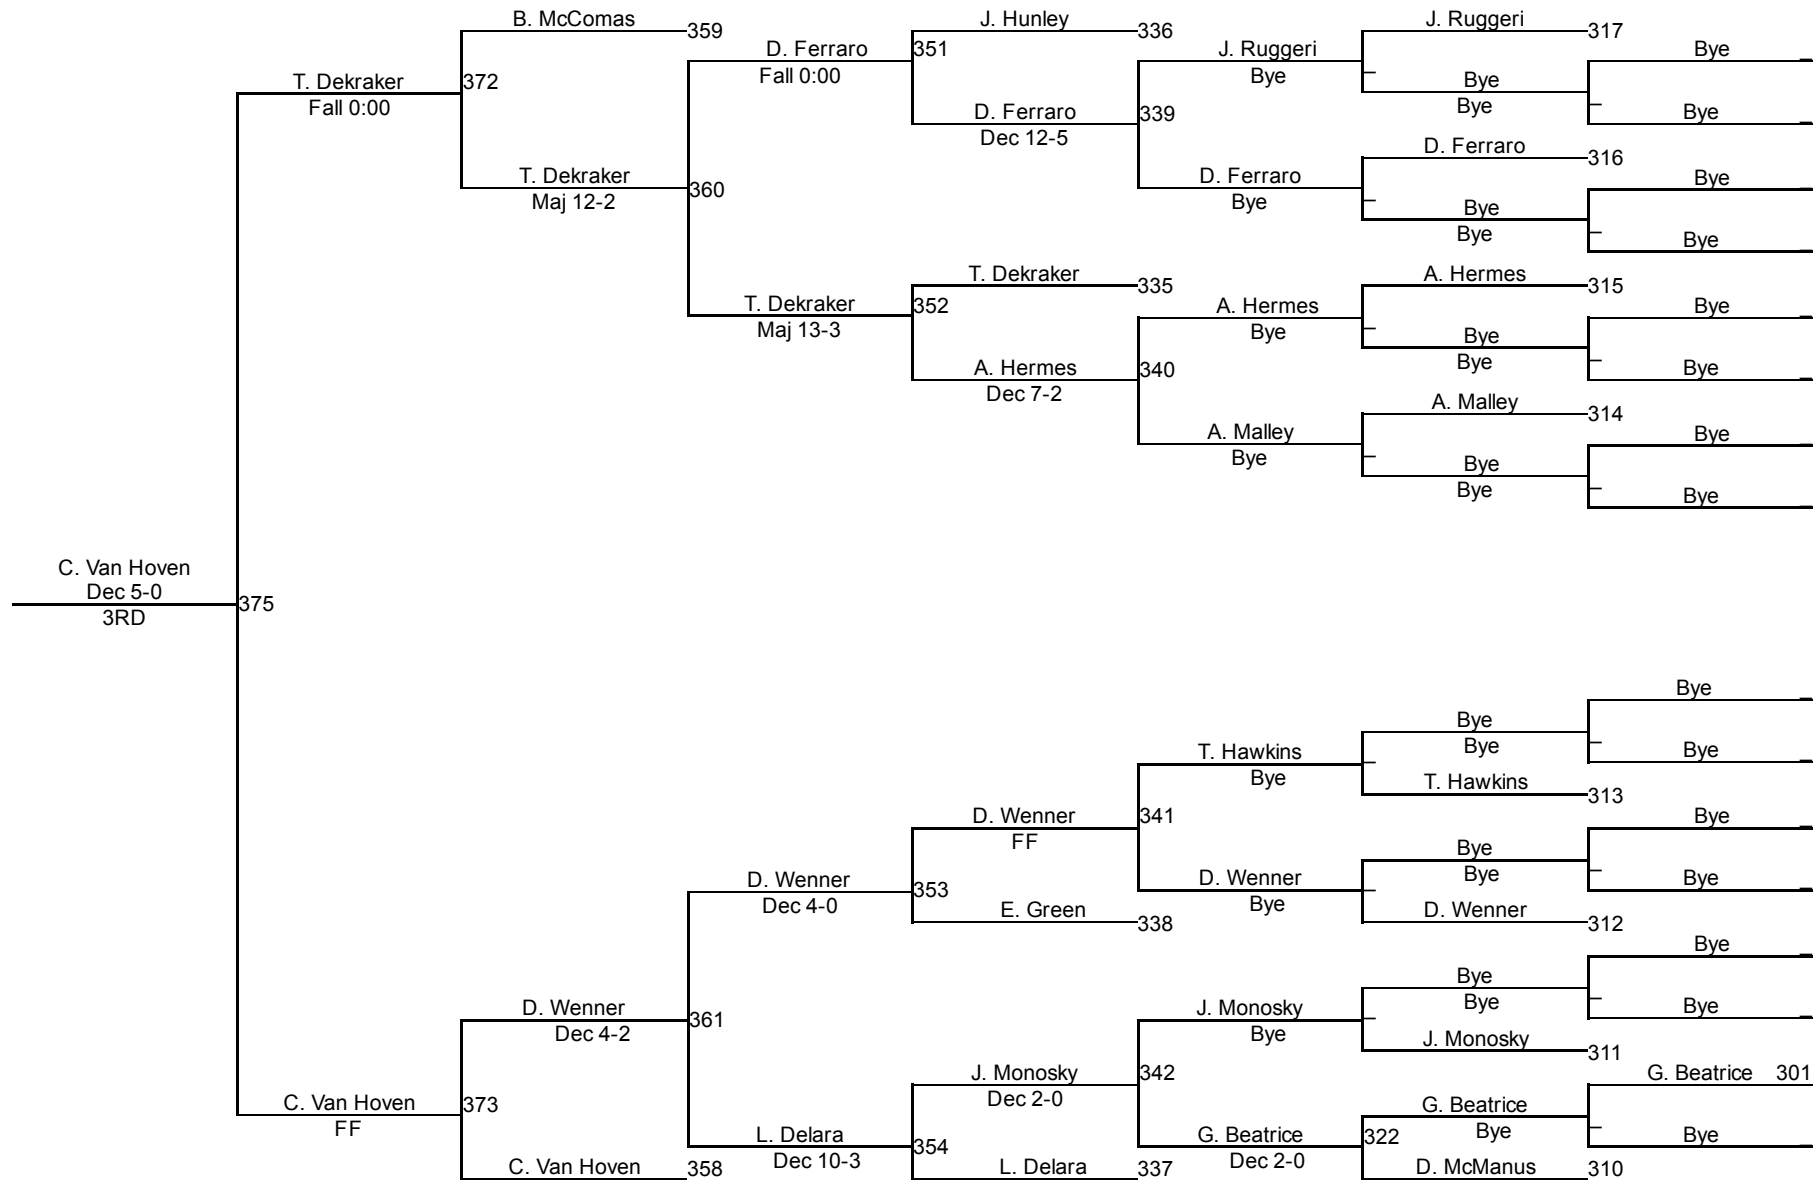 B. McComas
359
J. Hunley
336
J. Ruggeri
317
D. Ferraro
Fall 0:00
351
J. Ruggeri
Bye
Bye
T. Dekraker
Fall 0:00
372
Bye
Bye
D. Ferraro
Dec 12-5
339
Bye
D. Ferraro
316
T. Dekraker
Maj 12-2
360
D. Ferraro
Bye
Bye
Bye
Bye
Bye
T. Dekraker
335
A. Hermes
315
T. Dekraker
Maj 13-3
352
A. Hermes
Bye
Bye
Bye
Bye
A. Hermes
Dec 7-2
340
Bye
A. Malley
314
A. Malley
Bye
Bye
Bye
Bye
Bye
C. Van Hoven
Dec 5-0
3RD
375
Bye
Bye
Bye
T. Hawkins
Bye
Bye
T. Hawkins
313
D. Wenner
FF
341
Bye
Bye
Bye
D. Wenner
Dec 4-0
353
D. Wenner
Bye
Bye
E. Green
338
D. Wenner
312
Bye
Bye
Bye
D. Wenner
Dec 4-2
361
J. Monosky
Bye
Bye
J. Monosky
311
J. Monosky
Dec 2-0
342
G. Beatrice 301
C. Van Hoven
FF
373
G. Beatrice
Bye
L. Delara
Dec 10-3
354
G. Beatrice
Dec 2-0
322
Bye
C. Van Hoven
358
L. Delara
337
D. McManus
310